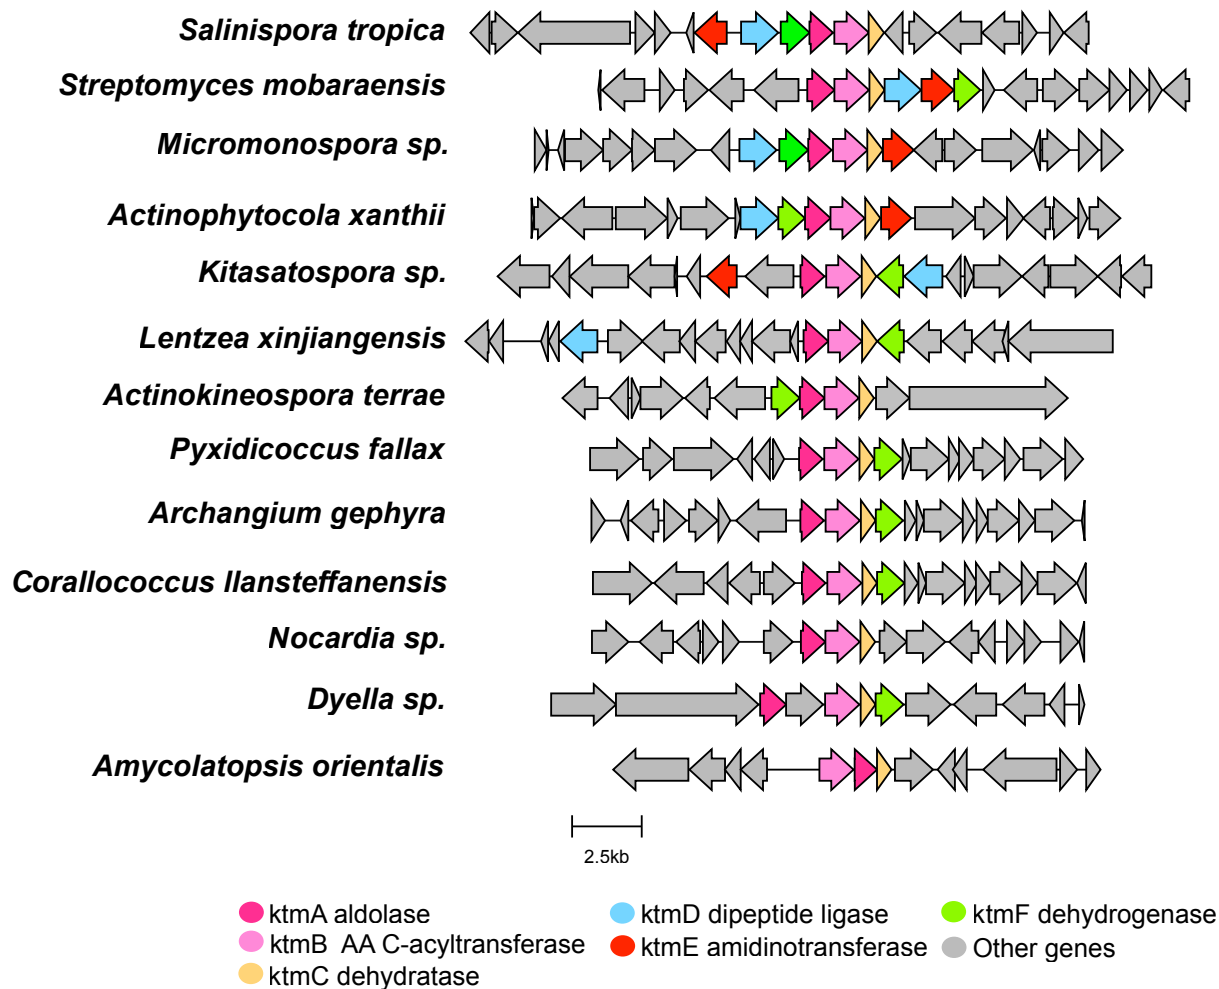 Salinispora tropica
Streptomyces mobaraensis
Micromonospora sp.
Actinophytocola xanthii
Kitasatospora sp.
Lentzea xinjiangensis
Actinokineospora terrae
Pyxidicoccus fallax
Archangium gephyra
Corallococcus llansteffanensis
Nocardia sp.
Dyella sp.
Amycolatopsis orientalis
2.5kb
ktmA aldolase
ktmB AA C-acyltransferase
ktmC dehydratase
ktmD dipeptide ligase
ktmE amidinotransferase
ktmF dehydrogenase
Other genes